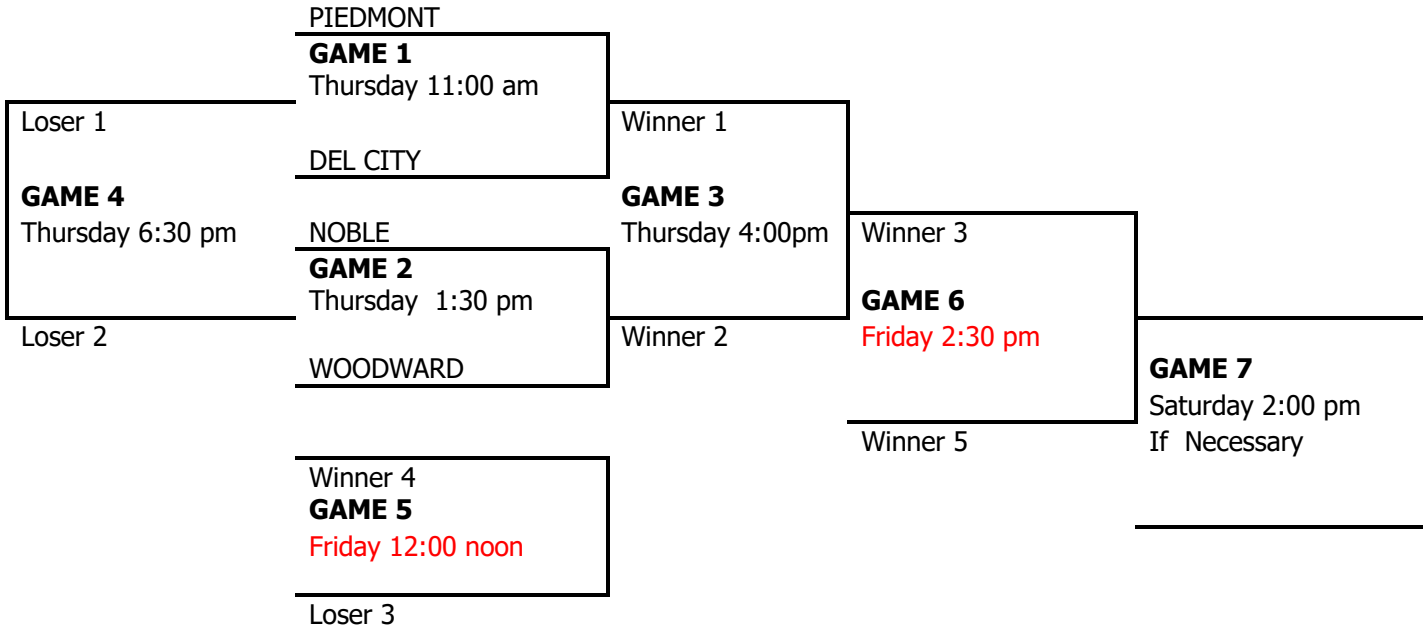 PIEDMONT
GAME 1
Thursday 11:00 am
Loser 1
Winner 1
DEL CITY
GAME 4
GAME 3
Thursday 6:30 pm
NOBLE
Thursday 4:00pm
Winner 3
GAME 2
Thursday 1:30 pm
GAME 6
Loser 2
Winner 2
Friday 2:30 pm
WOODWARD
GAME 7
Saturday 2:00 pm
Winner 5
If Necessary
Winner 4
GAME 5
Friday 12:00 noon
Loser 3